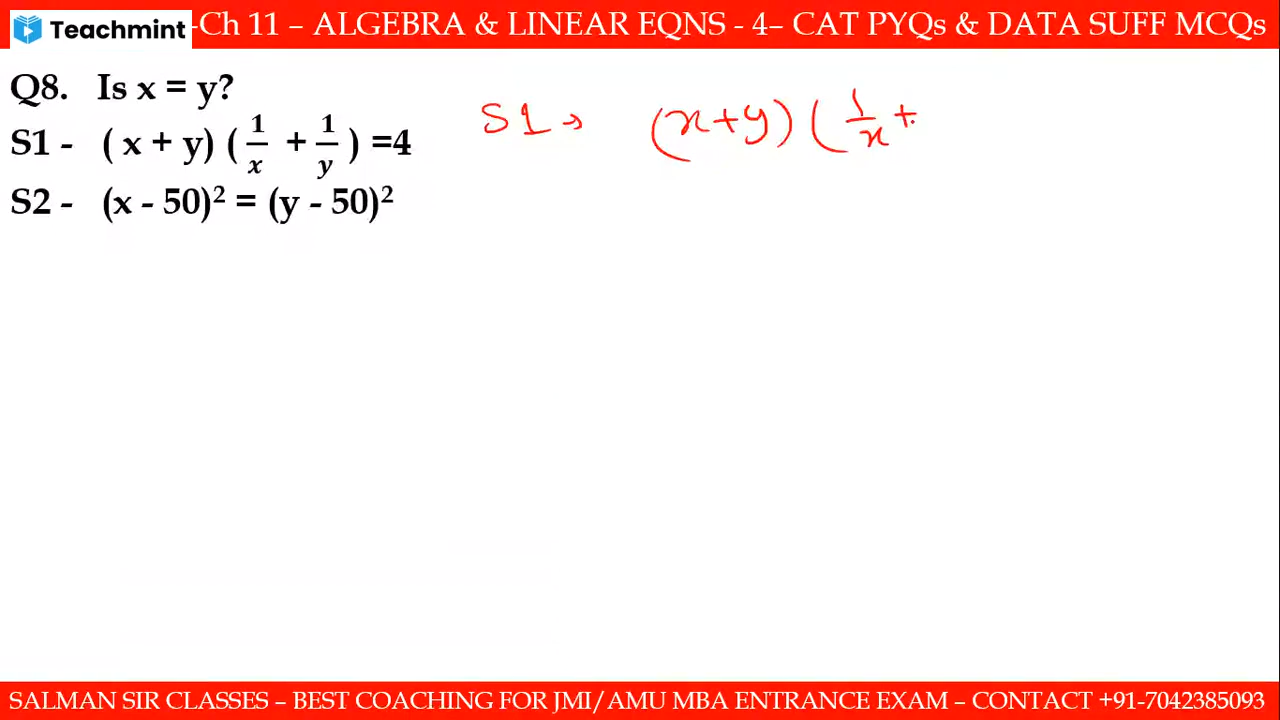 Teachmint -Ch 11 – ALGEBRA & LINEAR EQNS - 4– CAT PYQs & DATA SUFF MCQs
Q8. Is x = y?
S1 - ( x + y) ( 1/x + 1/y ) =4
S2 - (x - 50)² = (y - 50)²
S1 → (x+y) ( 1/x +
SALMAN SIR CLASSES – BEST COACHING FOR JMI/AMU MBA ENTRANCE EXAM – CONTACT +91-7042385093